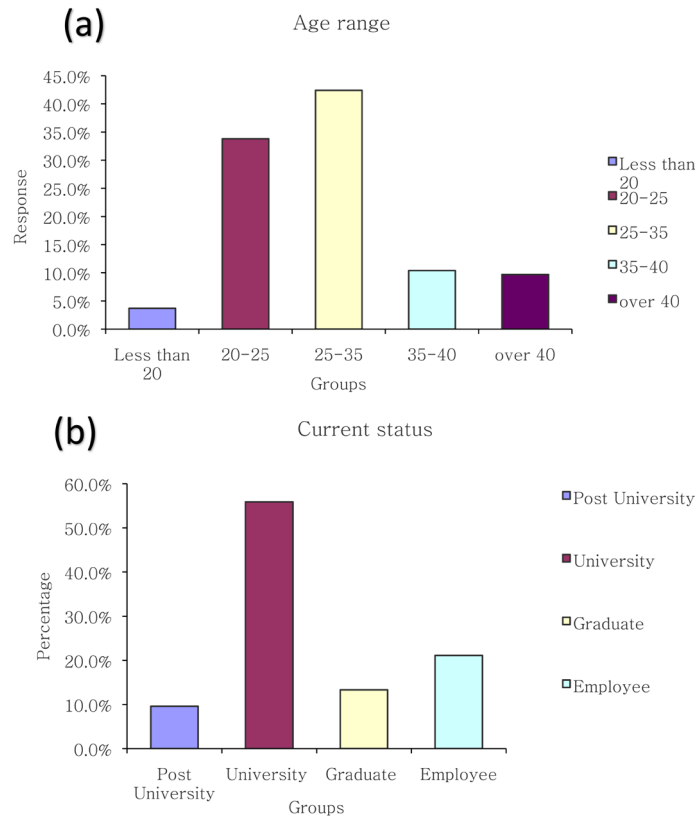 (a)
Age range
45.0%
40.0%
35.0%
30.0%
25.0%
20.0%
15.0%
10.0%
5.0%
0.0%
Response
Less than
20
20-25
25-35
35-40
over 40
Groups
Less than
20
20-25
25-35
35-40
over 40
(b)
Current status
60.0%
50.0%
40.0%
30.0%
20.0%
10.0%
0.0%
Percentage
Post
University
University
Graduate
Employee
Groups
Post University
University
Graduate
Employee